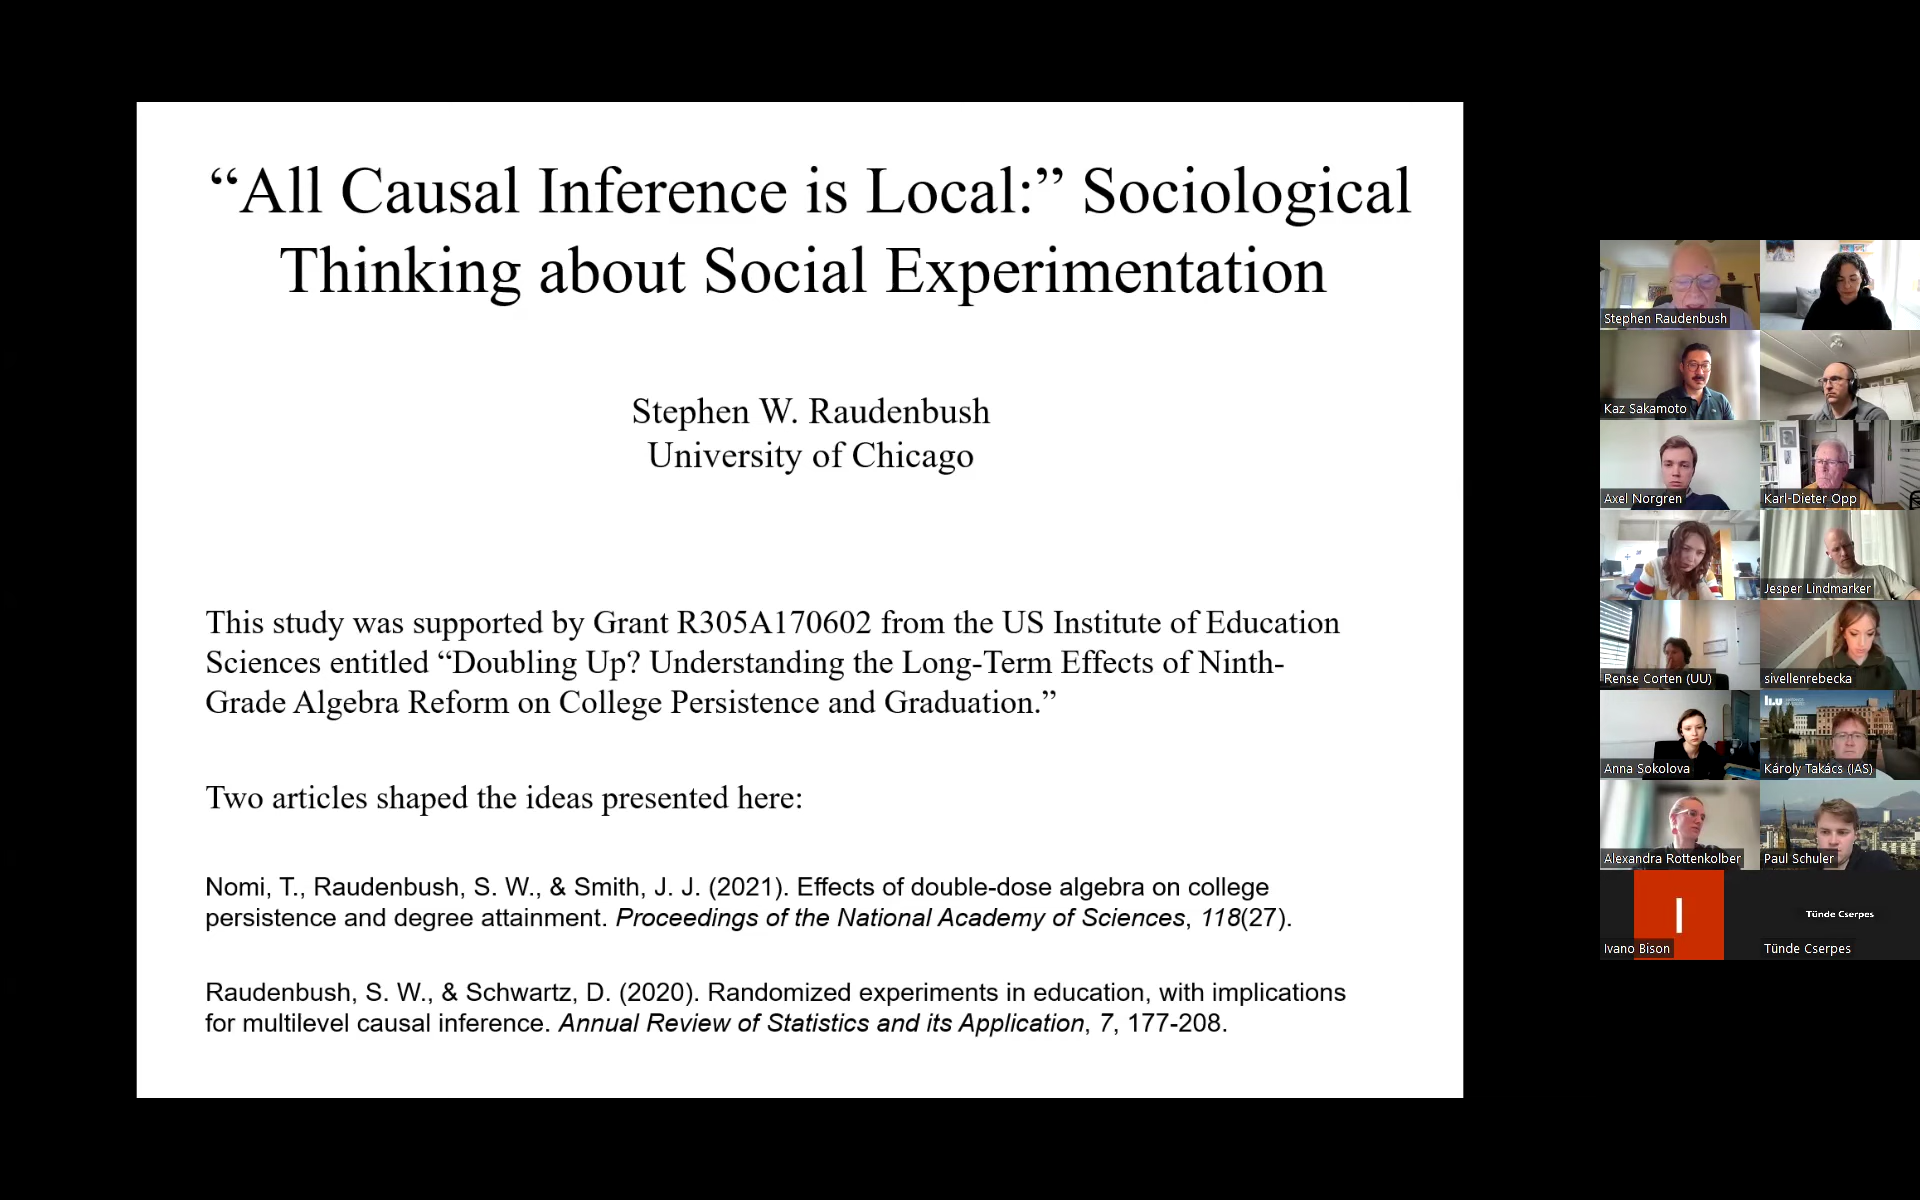 “All Causal Inference is Local:” Sociological
Thinking about Social Experimentation
Stephen W. Raudenbush
University of Chicago
This study was supported by Grant R305A170602 from the US Institute of Education
Sciences entitled “Doubling Up? Understanding the Long-Term Effects of Ninth-
Grade Algebra Reform on College Persistence and Graduation.”
Two articles shaped the ideas presented here:
Nomi, T., Raudenbush, S. W., & Smith, J. J. (2021). Effects of double-dose algebra on college
persistence and degree attainment. Proceedings of the National Academy of Sciences, 118(27).
Raudenbush, S. W., & Schwartz, D. (2020). Randomized experiments in education, with implications
for multilevel causal inference. Annual Review of Statistics and its Application, 7, 177-208.
Stephen Raudenbush
Kaz Sakamoto
Axel Norgren
Karl-Dieter Opp
Jesper Lindmarker
Rense Corten (UU)
sivellenrebecka
Anna Sokolova
Károly Takács (IAS)
Alexandra Rottenkolber
Paul Schuler
I
Ivano Bison
Tünde Cserpes
Tünde Cserpes